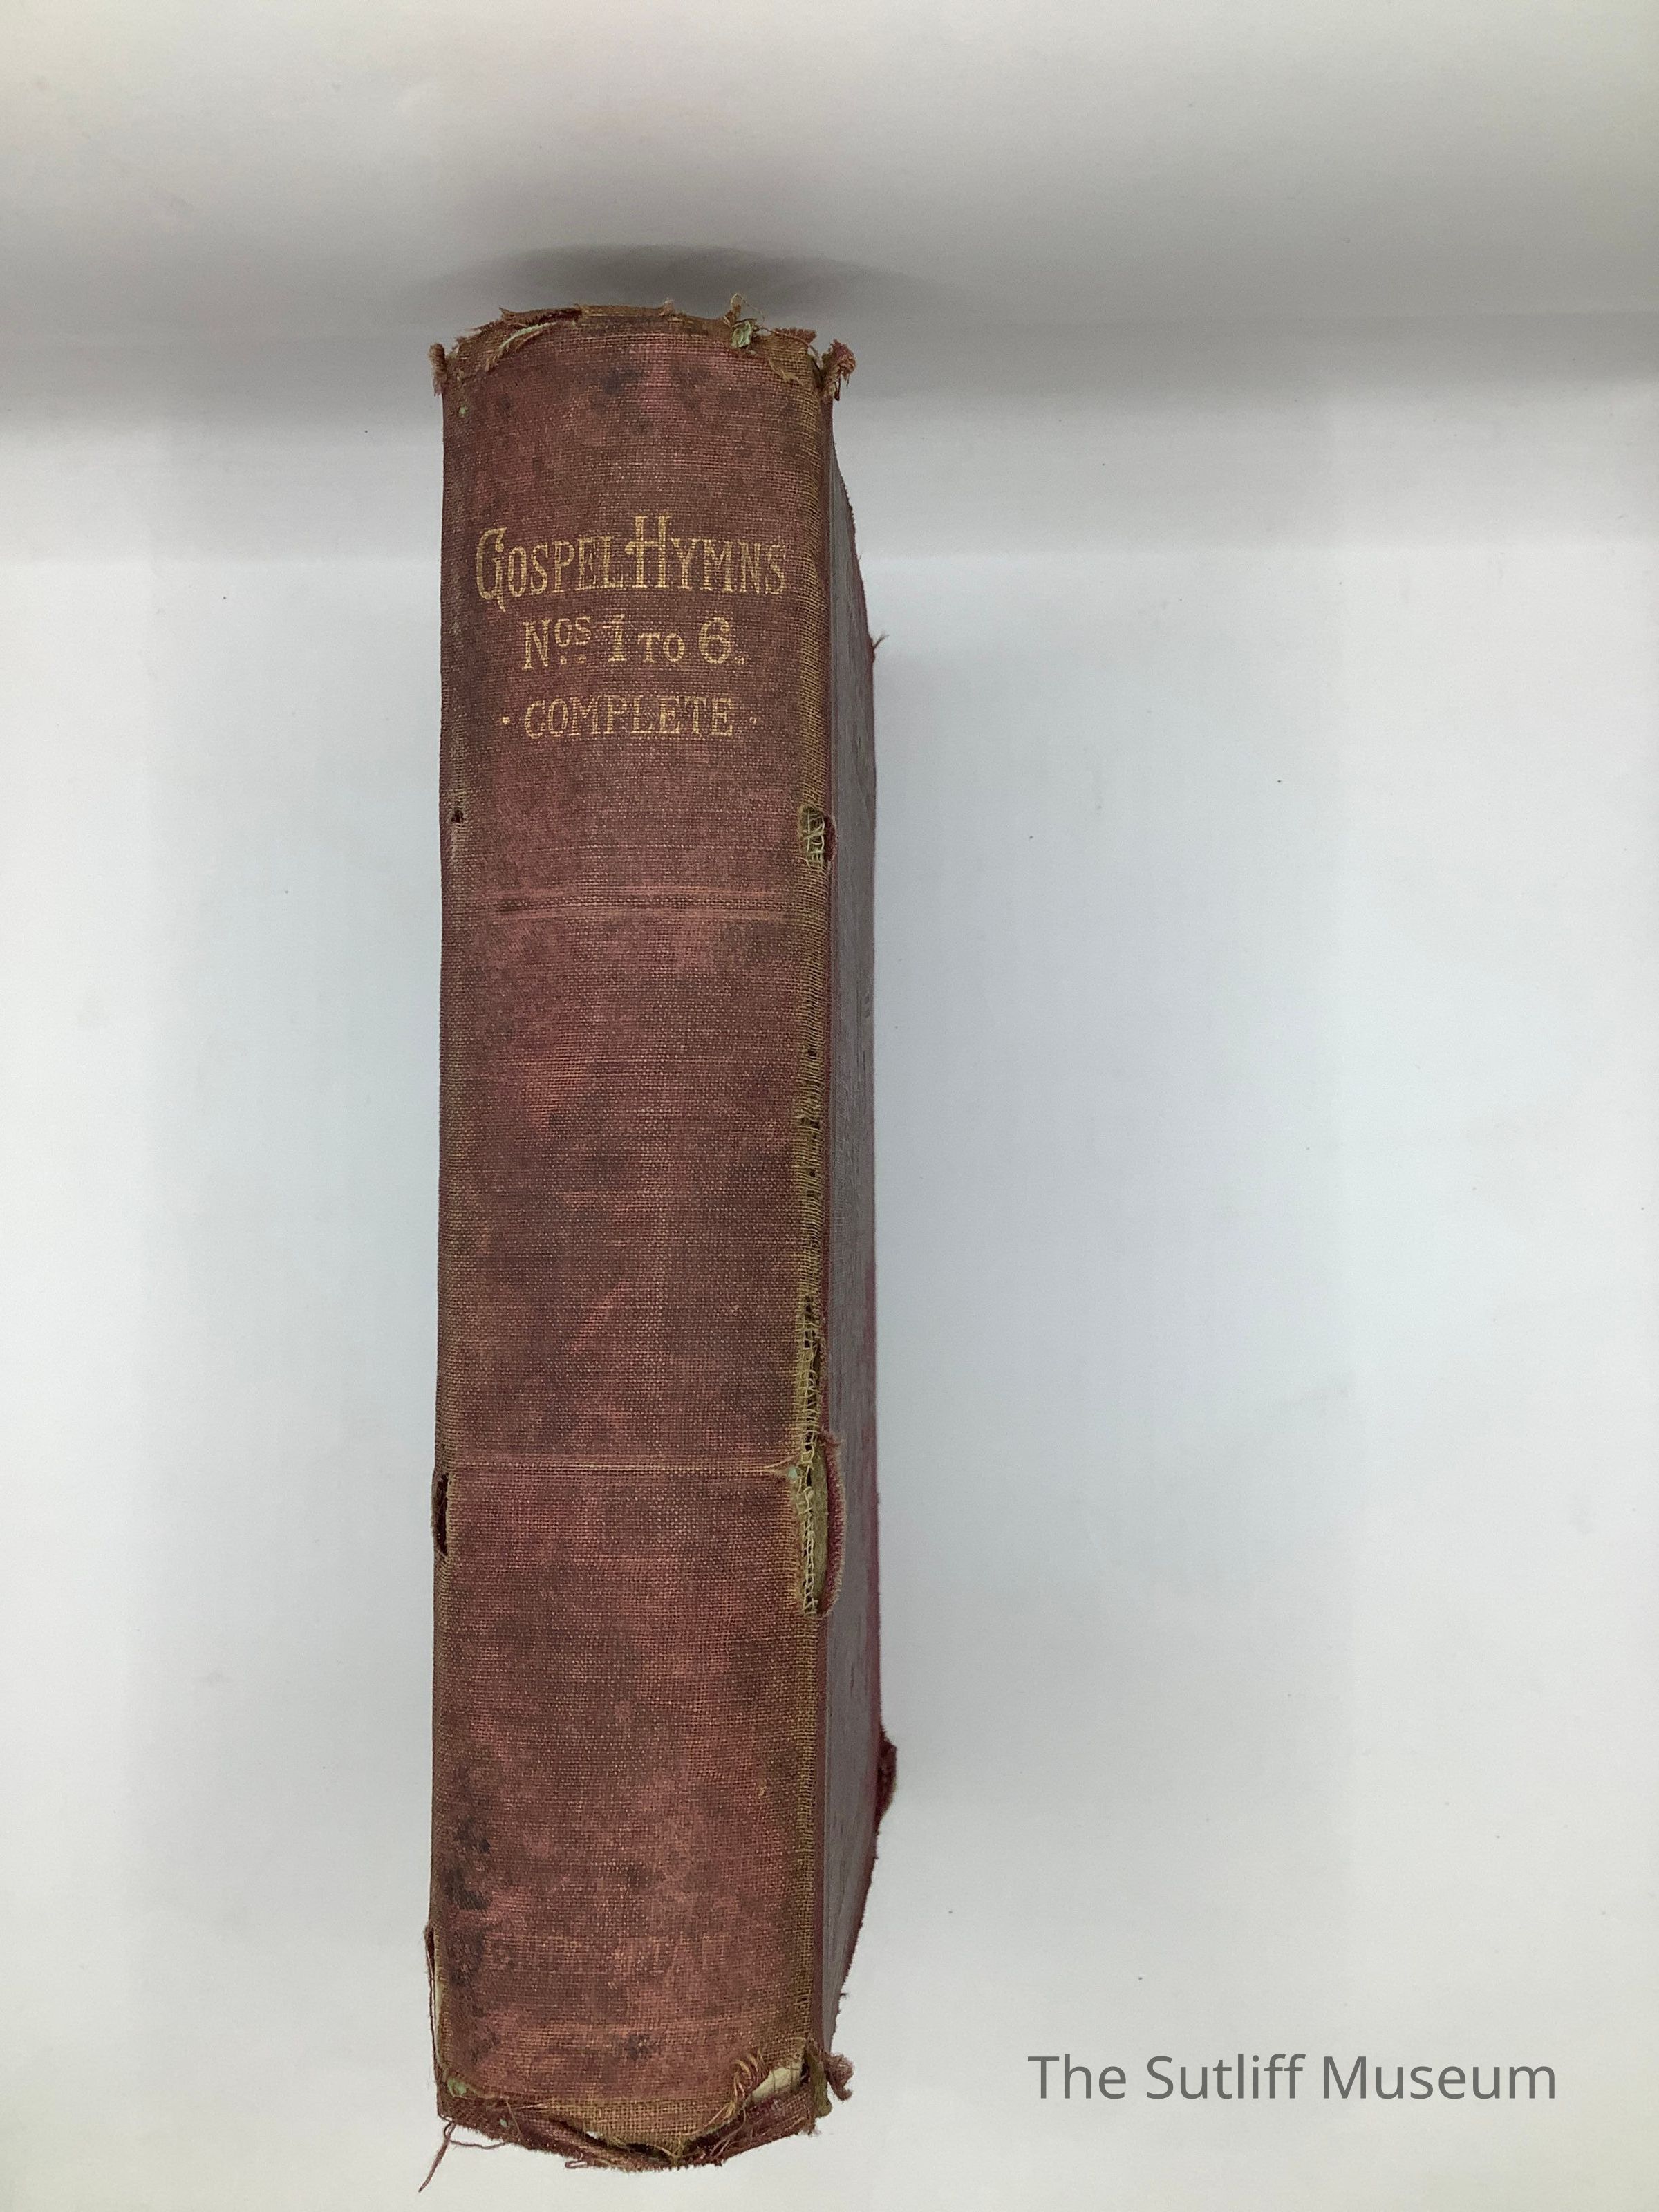 GOSPEL HYMNS
NOS. 1 TO 6.
· COMPLETE ·
The Sutliff Museum